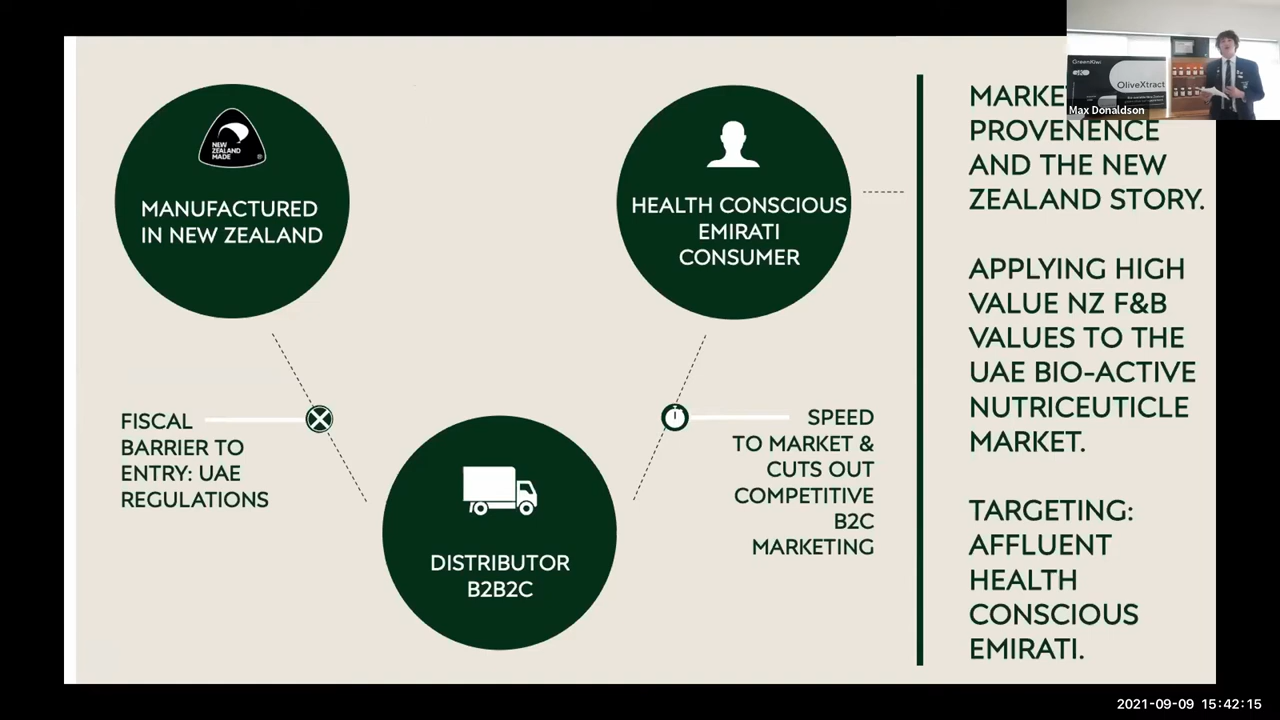 NEW
ZEALAND
MADE
MANUFACTURED
IN NEW ZEALAND
HEALTH CONSCIOUS
EMIRATI
CONSUMER
FISCAL
BARRIER TO
ENTRY: UAE
REGULATIONS
SPEED
TO MARKET &
CUTS OUT
COMPETITIVE
B2C
MARKETING
DISTRIBUTOR
B2B2C
PROVENENCE
AND THE NEW
ZEALAND STORY.
APPLYING HIGH
VALUE NZ F&B
VALUES TO THE
UAE BIO-ACTIVE
NUTRICEUTICLE
MARKET.
TARGETING:
AFFLUENT
HEALTH
CONSCIOUS
EMIRATI.
GreenKiwi
OliveXtract
Max Donaldson
2021-09-09 15:42:15